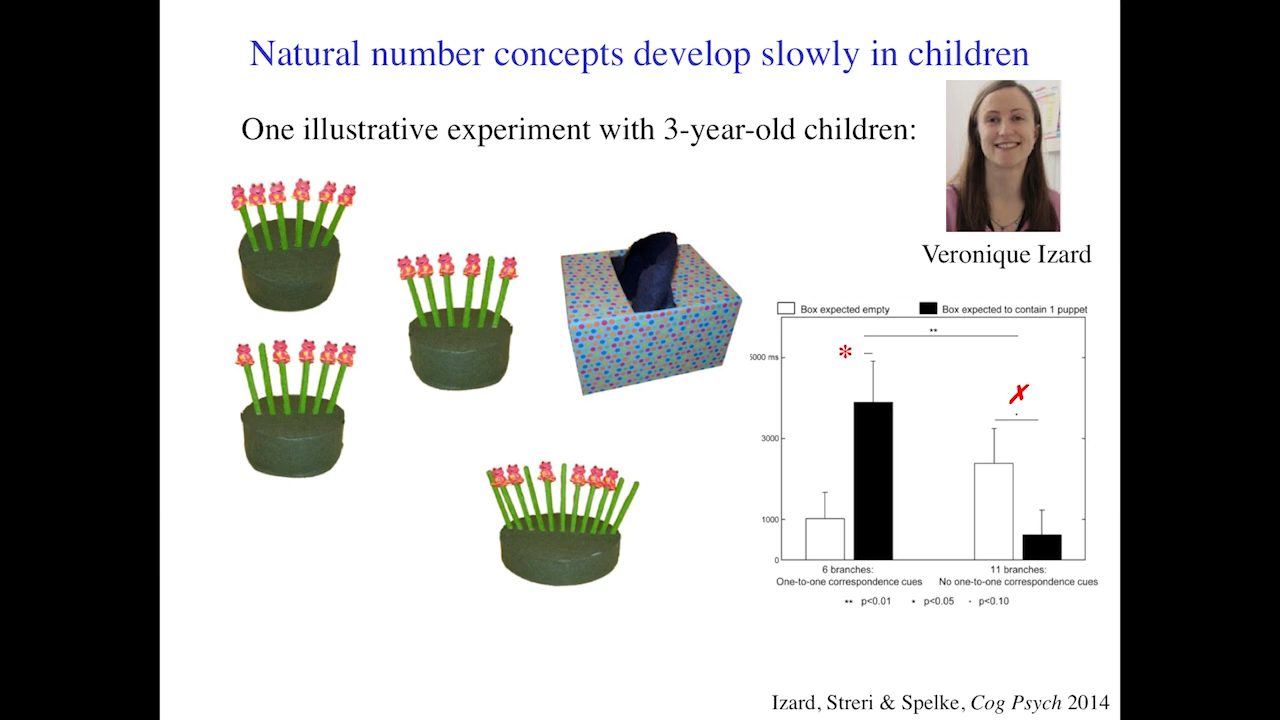 Natural number concepts develop slowly in children
One illustrative experiment with 3-year-old children:
Veronique Izard
Box expected empty
Box expected to contain 1 puppet
**
*
✗
·
5000 ms
3000
1000
0
6 branches:
One-to-one correspondence cues
11 branches:
No one-to-one correspondence cues
** p<0.01 * p<0.05 · p<0.10
Izard, Streri & Spelke, Cog Psych 2014